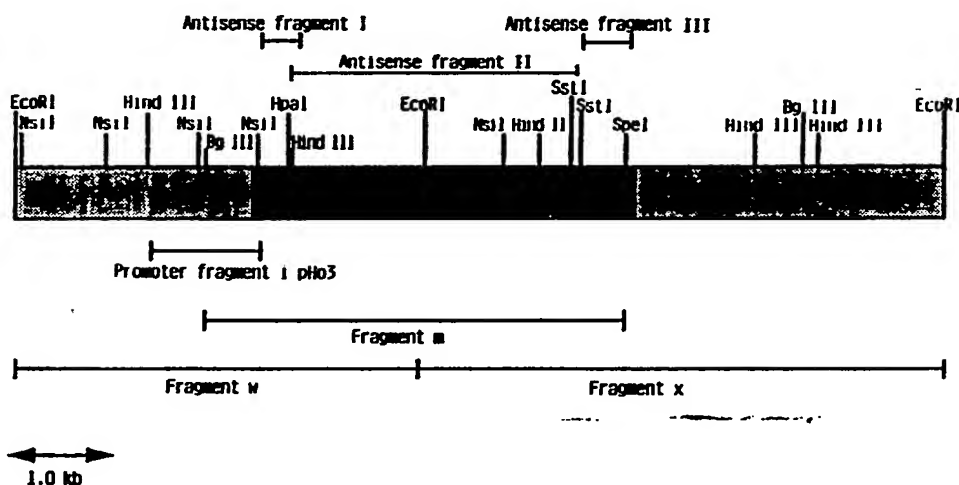 Antisense fragment I
Antisense fragment III
Antisense fragment II
SstI
EcoRI
Hind III
HpaI
EcoRI
SstI
Bg III
EcoRI
NsiI
NsiI
NsiI
NsiI
NsiI
Hind II
SpeI
Bg III
Hind III
Hind III
Hind III
Promoter fragment i pHo3
Fragment m
Fragment w
Fragment x
1.0 kb